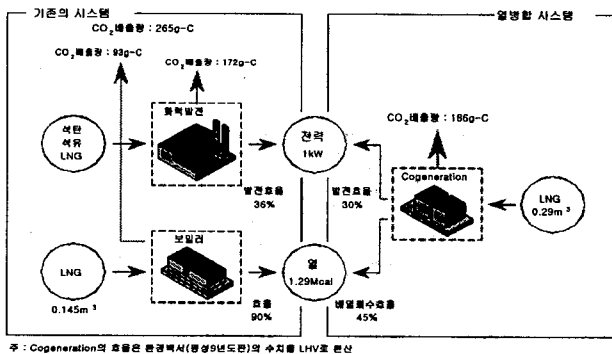 기존의 시스템
열병합 시스템
CO₂배출량 : 265g-C
CO₂배출량 : 93g-C
CO₂배출량 : 172g-C
화력발전
석탄
석유
LNG
전력
1kW
발전효율
36%
발전효율
30%
CO₂배출량 : 186g-C
Cogeneration
LNG
0.29m³
보일러
LNG
0.145m³
효율
90%
열
1.29Mcal
배열회수효율
45%
주 : Cogeneration의 효율은 환경백서(평성9년도판)의 수치를 LHV로 환산